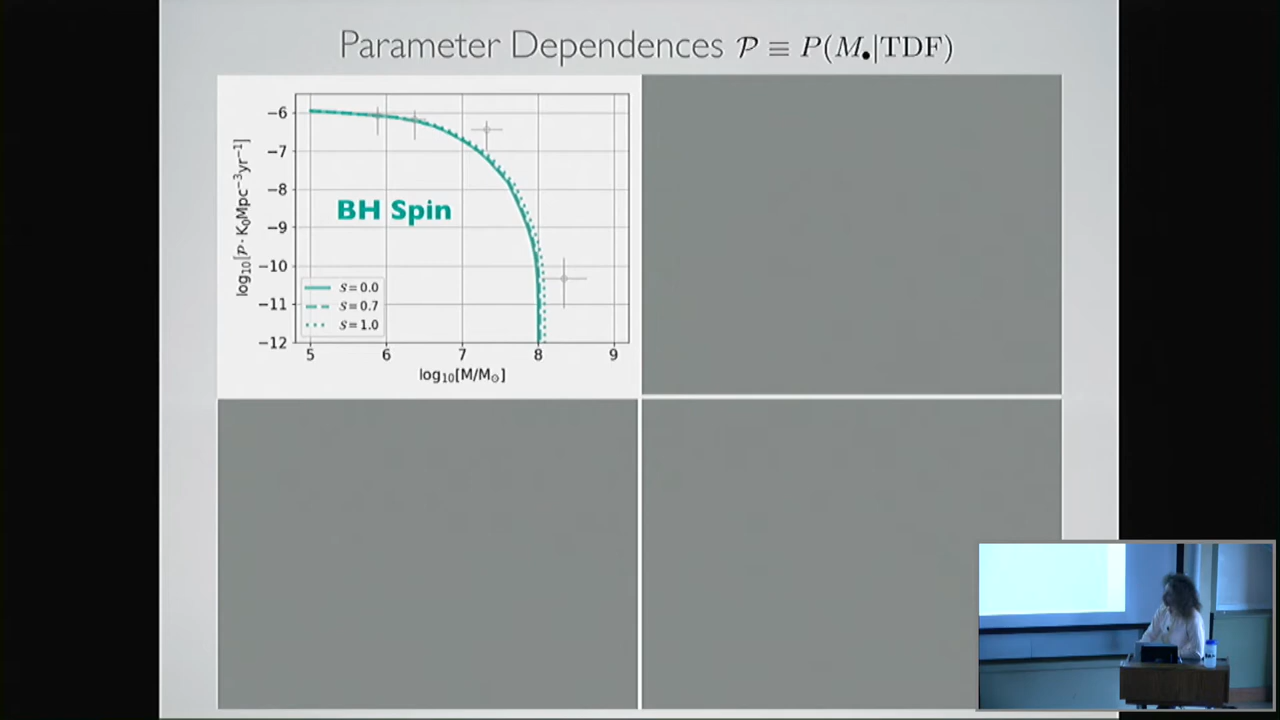 Parameter Dependences 𝒫 ≡ P(M•|TDF)
log₁₀[𝒫 · K₀Mpc⁻³yr⁻¹]
−6
−7
−8
−9
−10
−11
−12
BH Spin
S = 0.0
S = 0.7
S = 1.0
5 6 7 8 9
log₁₀[M/M☉]